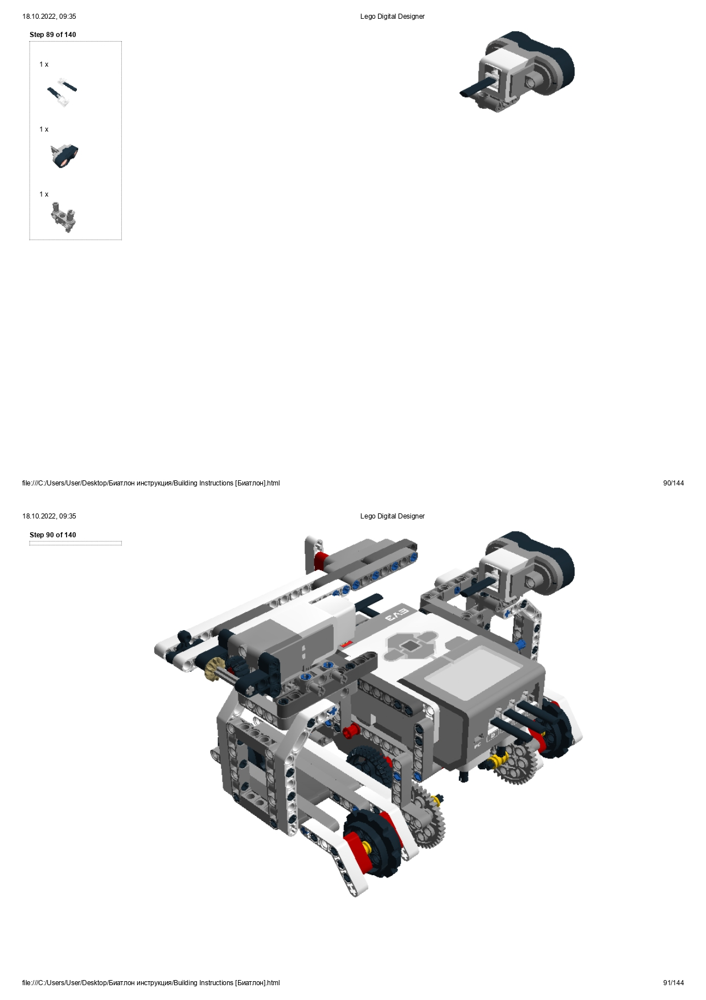 18.10.2022, 09:35 Lego Digital Designer
Step 89 of 140
1 x
1 x
1 x
file:///C:/Users/User/Desktop/Биатлон инструкция/Building Instructions [Биатлон].html 90/144
18.10.2022, 09:35 Lego Digital Designer
Step 90 of 140
EV3
PC
D
file:///C:/Users/User/Desktop/Биатлон инструкция/Building Instructions [Биатлон].html 91/144